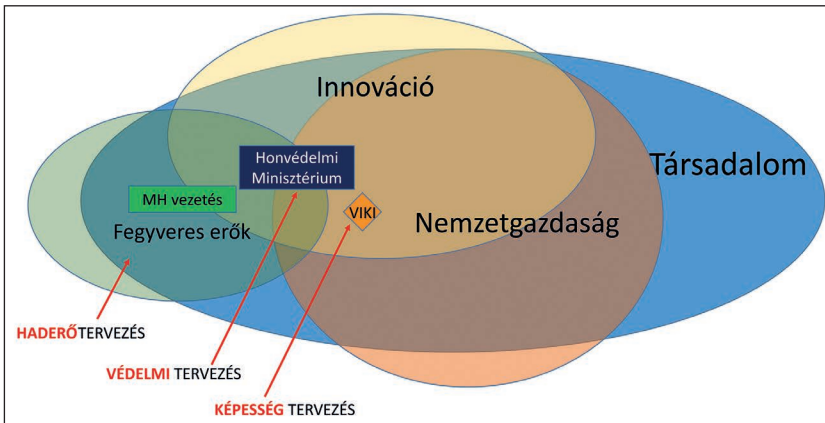 Innováció
Honvédelmi
Minisztérium
Társadalom
MH vezetés
VIKI
Nemzetgazdaság
Fegyveres erők
HADERŐTERVEZÉS
VÉDELMI TERVEZÉS
KÉPESSÉG TERVEZÉS